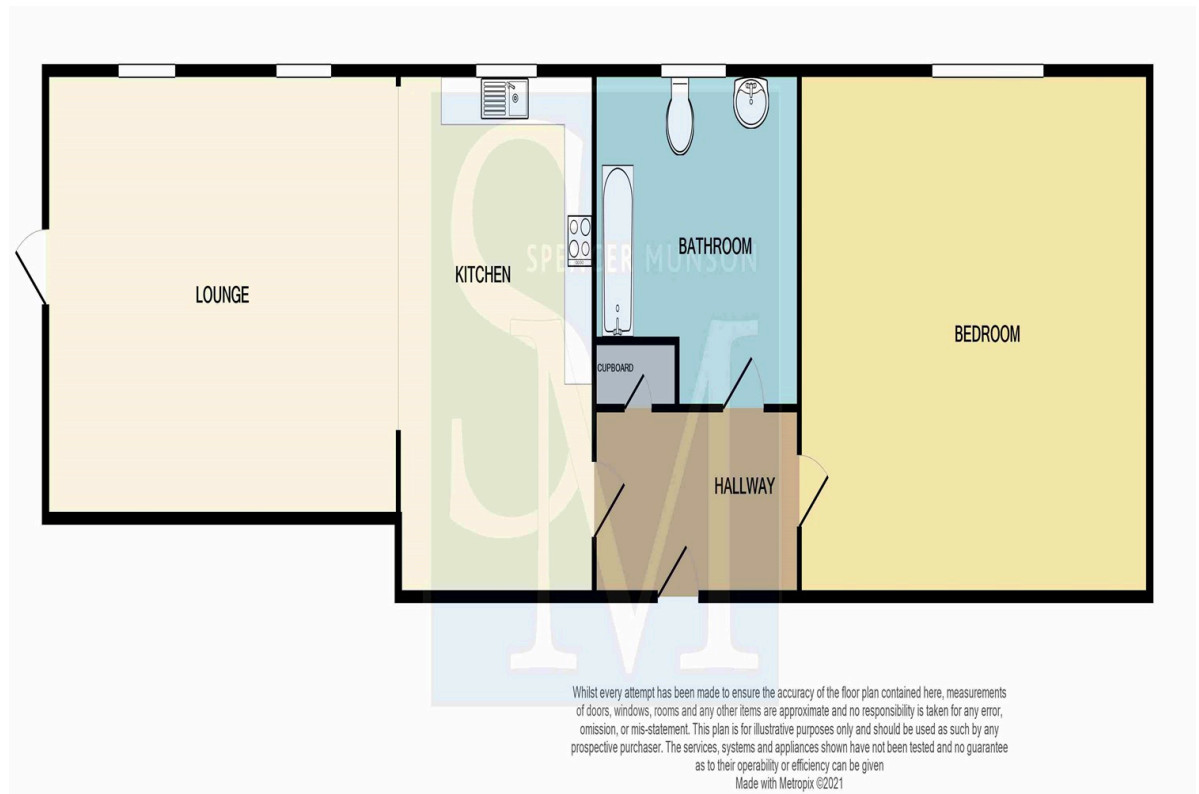 SPENCER MUNSON
BATHROOM
KITCHEN
LOUNGE
BEDROOM
CUPBOARD
HALLWAY
SM
Whilst every attempt has been made to ensure the accuracy of the floor plan contained here, measurements
of doors, windows, rooms and any other items are approximate and no responsibility is taken for any error,
omission, or mis-statement. This plan is for illustrative purposes only and should be used as such by any
prospective purchaser. The services, systems and appliances shown have not been tested and no guarantee
as to their operability or efficiency can be given
Made with Metropix ©2021